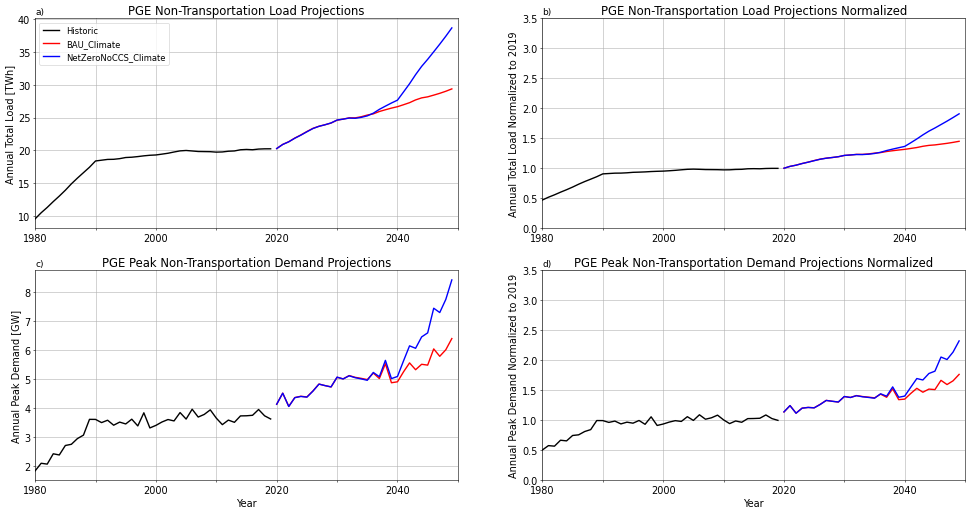 a)
PGE Non-Transportation Load Projections
Annual Total Load [TWh]
40
35
30
25
20
15
10
Historic
BAU_Climate
NetZeroNoCCS_Climate
1980
2000
2020
2040
b)
PGE Non-Transportation Load Projections Normalized
Annual Total Load Normalized to 2019
3.5
3.0
2.5
2.0
1.5
1.0
0.5
0.0
1980
2000
2020
2040
c)
PGE Peak Non-Transportation Demand Projections
Annual Peak Demand [GW]
8
7
6
5
4
3
2
1980
2000
2020
2040
Year
d)
PGE Peak Non-Transportation Demand Projections Normalized
Annual Peak Demand Normalized to 2019
3.5
3.0
2.5
2.0
1.5
1.0
0.5
0.0
1980
2000
2020
2040
Year